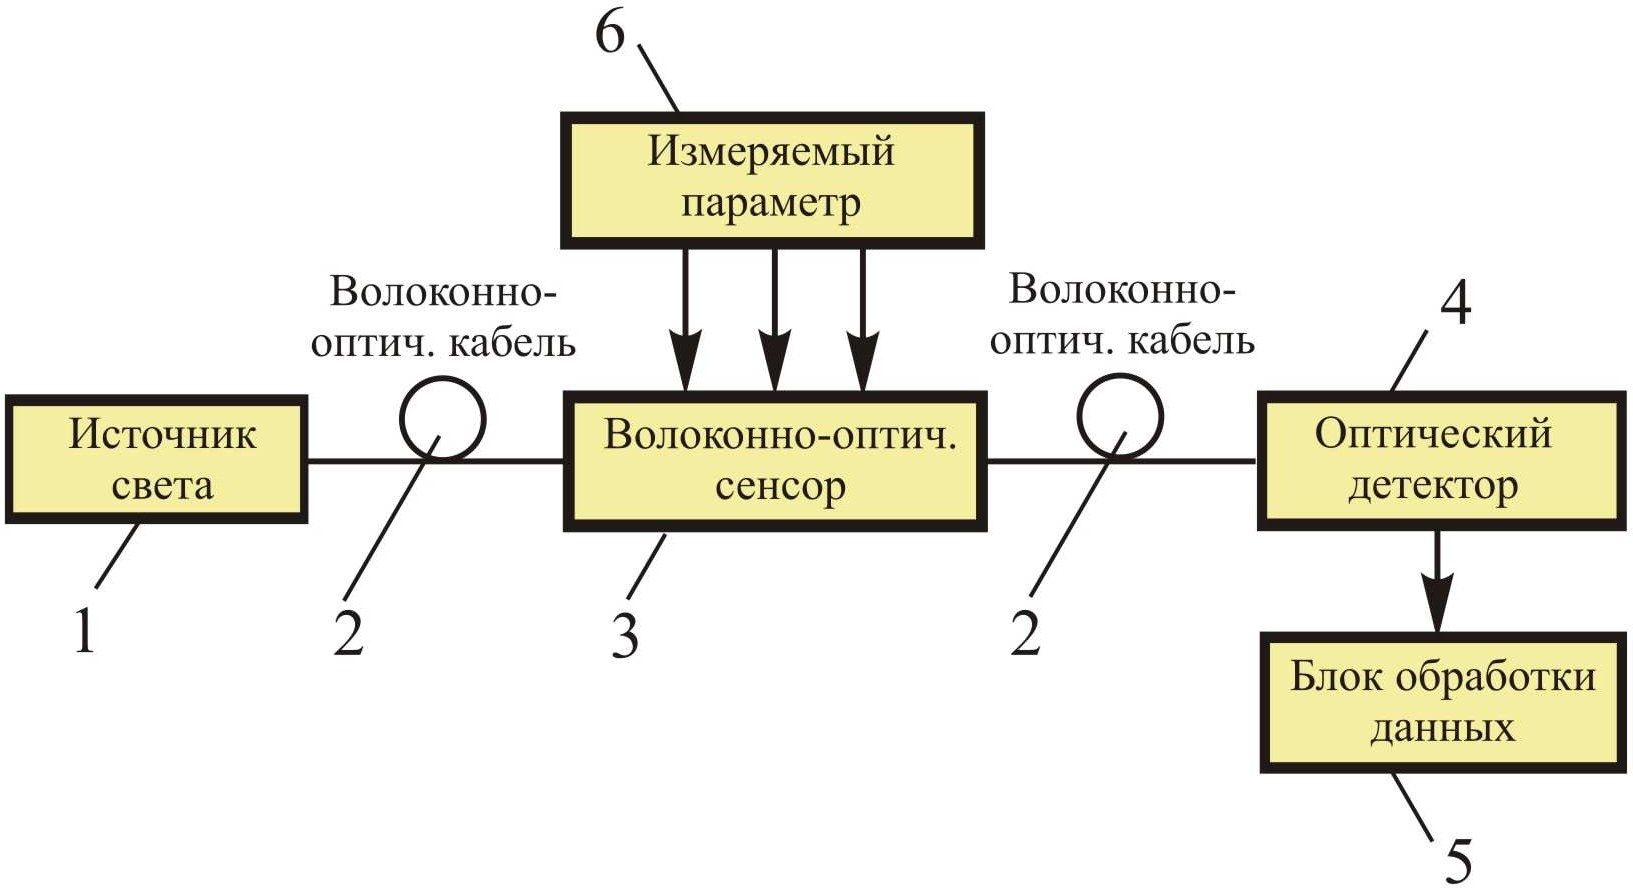 6
Измеряемый
параметр
Волоконно-
оптич. кабель
Волоконно-
оптич. кабель
4
Источник
света
Волоконно-оптич.
сенсор
Оптический
детектор
1
2
3
2
Блок обработки
данных
5